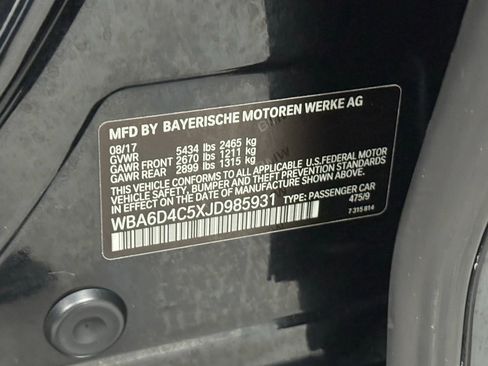 MFD BY BAYERISCHE MOTOREN WERKE AG
08/17
GVWR 5434 lbs 2465 kg
GAWR FRONT 2670 lbs 1211 kg
GAWR REAR 2899 lbs 1315 kg
THIS VEHICLE CONFORMS TO ALL APPLICABLE U.S. FEDERAL MOTOR
VEHICLE SAFETY, BUMPER AND THEFT PREVENTION STANDARDS
IN EFFECT ON THE DATE OF MANUFACTURE SHOWN ABOVE.
WBA6D4C5XJD985931 TYPE: PASSENGER CAR
475/9
7 315 814